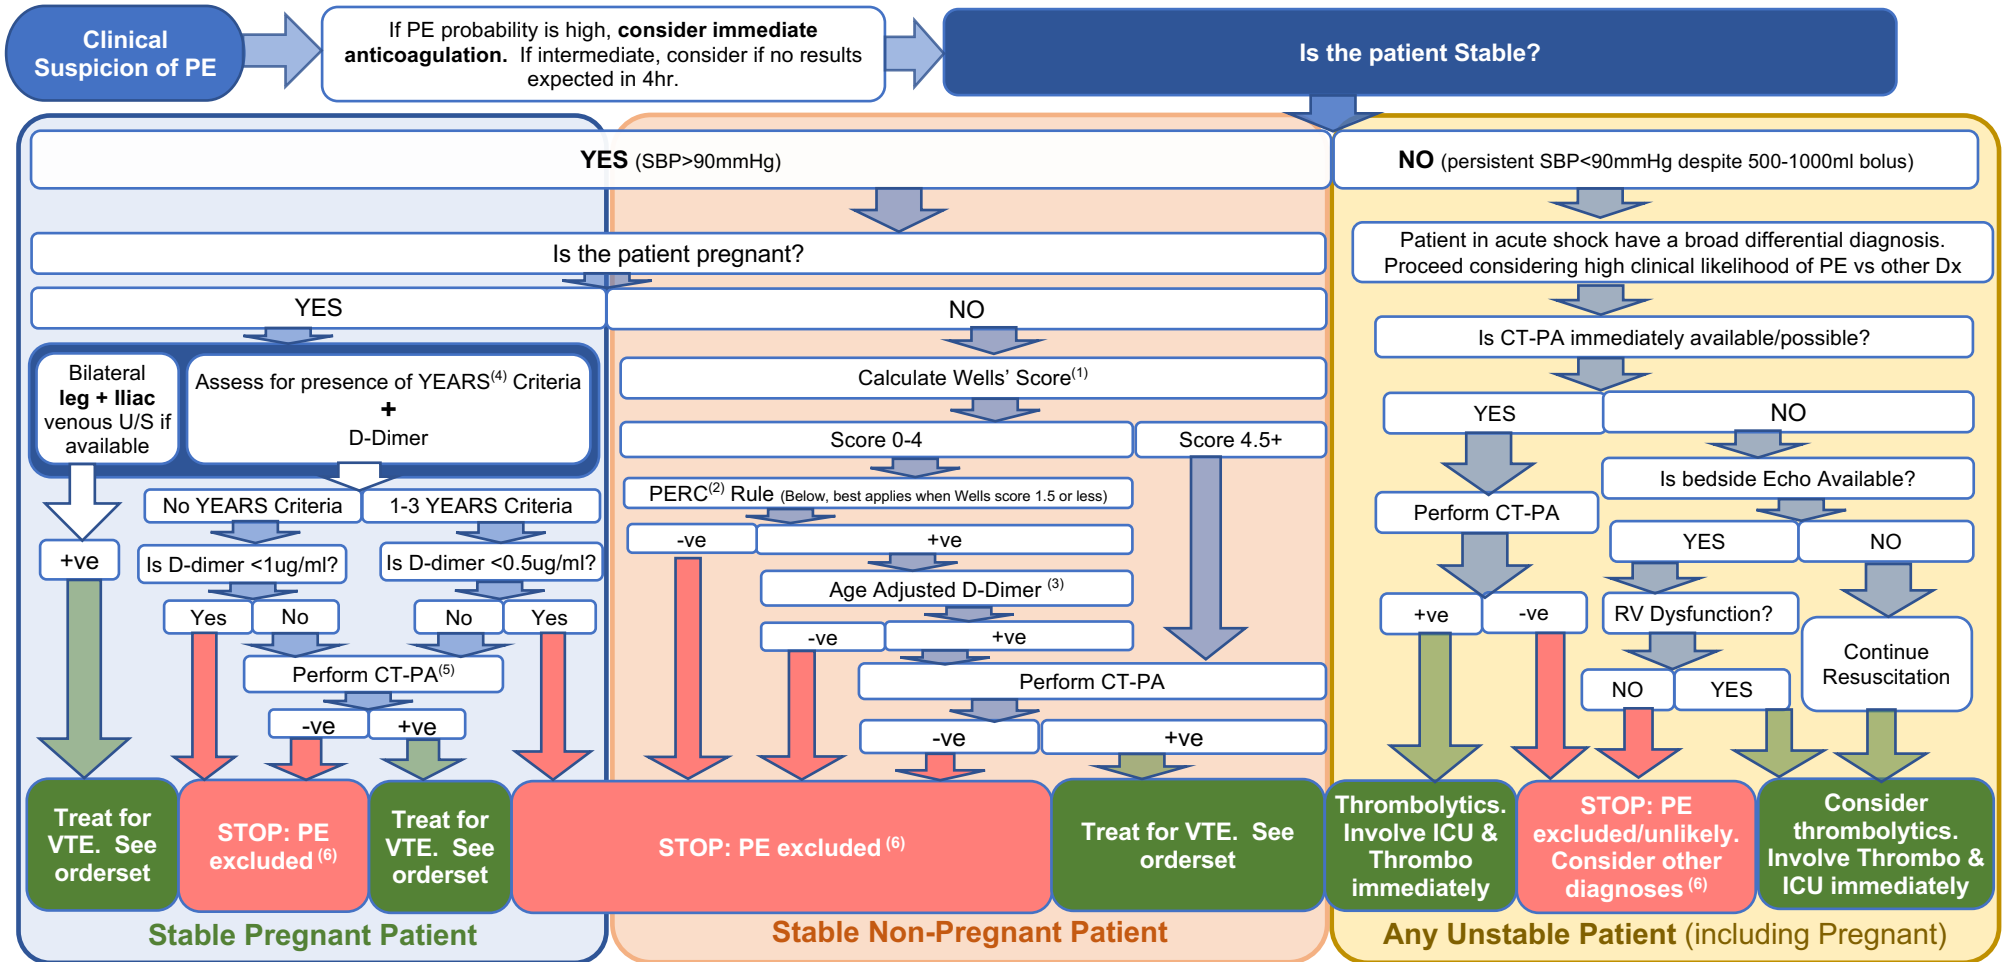 Clinical
Suspicion of PE
If PE probability is high, consider immediate
anticoagulation. If intermediate, consider if no results
expected in 4hr.
Is the patient Stable?
YES (SBP>90mmHg)
NO (persistent SBP<90mmHg despite 500-1000ml bolus)
Is the patient pregnant?
YES
NO
Bilateral
leg + Iliac
venous U/S if
available
Assess for presence of YEARS(4) Criteria
+
D-Dimer
+ve
No YEARS Criteria
1-3 YEARS Criteria
Is D-dimer <1ug/ml?
Is D-dimer <0.5ug/ml?
Yes
No
No
Yes
Perform CT-PA(5)
-ve
+ve
Treat for
VTE. See
orderset
STOP: PE
excluded (6)
Treat for
VTE. See
orderset
Stable Pregnant Patient
Calculate Wells' Score(1)
Score 0-4
Score 4.5+
PERC(2) Rule (Below, best applies when Wells score 1.5 or less)
-ve
+ve
Age Adjusted D-Dimer (3)
-ve
+ve
Perform CT-PA
-ve
+ve
STOP: PE excluded (6)
Treat for VTE. See
orderset
Stable Non-Pregnant Patient
Patient in acute shock have a broad differential diagnosis.
Proceed considering high clinical likelihood of PE vs other Dx
Is CT-PA immediately available/possible?
YES
NO
Perform CT-PA
Is bedside Echo Available?
YES
NO
+ve
-ve
RV Dysfunction?
NO
YES
Continue
Resuscitation
Thrombolytics.
Involve ICU &
Thrombo
immediately
STOP: PE
excluded/unlikely.
Consider other
diagnoses (6)
Consider
thrombolytics.
Involve Thrombo &
ICU immediately
Any Unstable Patient (including Pregnant)